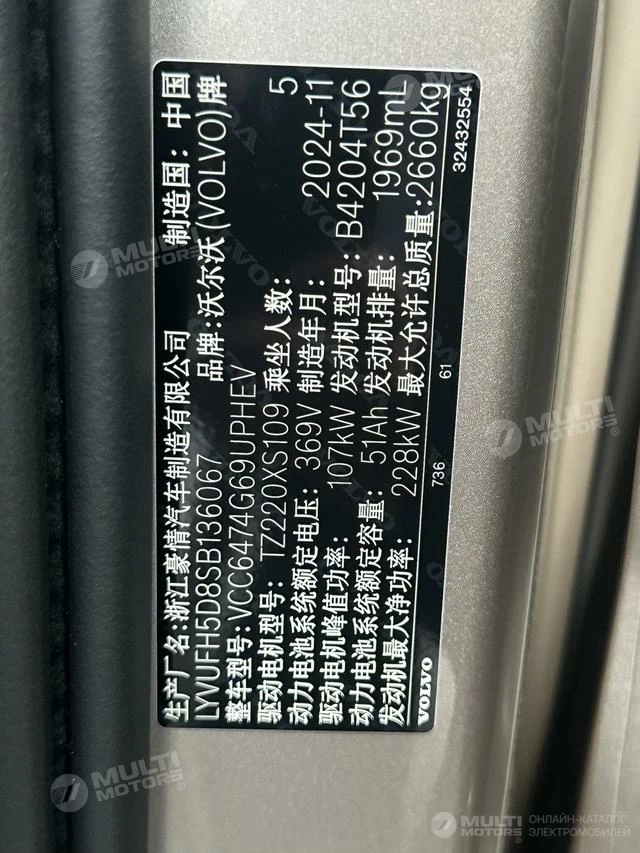 生产厂名:浙江豪情汽车制造有限公司 制造国: 中国
LYVUFH5D8SB136067 品牌:沃尔沃(VOLVO)牌
整车型号:VCC6474G69UPHEV
驱动电机型号: TZ220XS109 乘坐人数: 5
动力电池系统额定电压: 369V 制造年月: 2024-11
驱动电机峰值功率: 107kW 发动机型号: B4204T56
动力电池系统额定容量: 51Ah 发动机排量: 1969mL
发动机最大净功率: 228kW 最大允许总质量:2660kg
VOLVO 736 61 32432554
MULTI MOTORS
MULTI MOTORS
MULTI MOTORS
MULTI MOTORS
MULTI MOTORS ОНЛАЙН-КАТАЛОГ ЭЛЕКТРОМОБИЛЕЙ